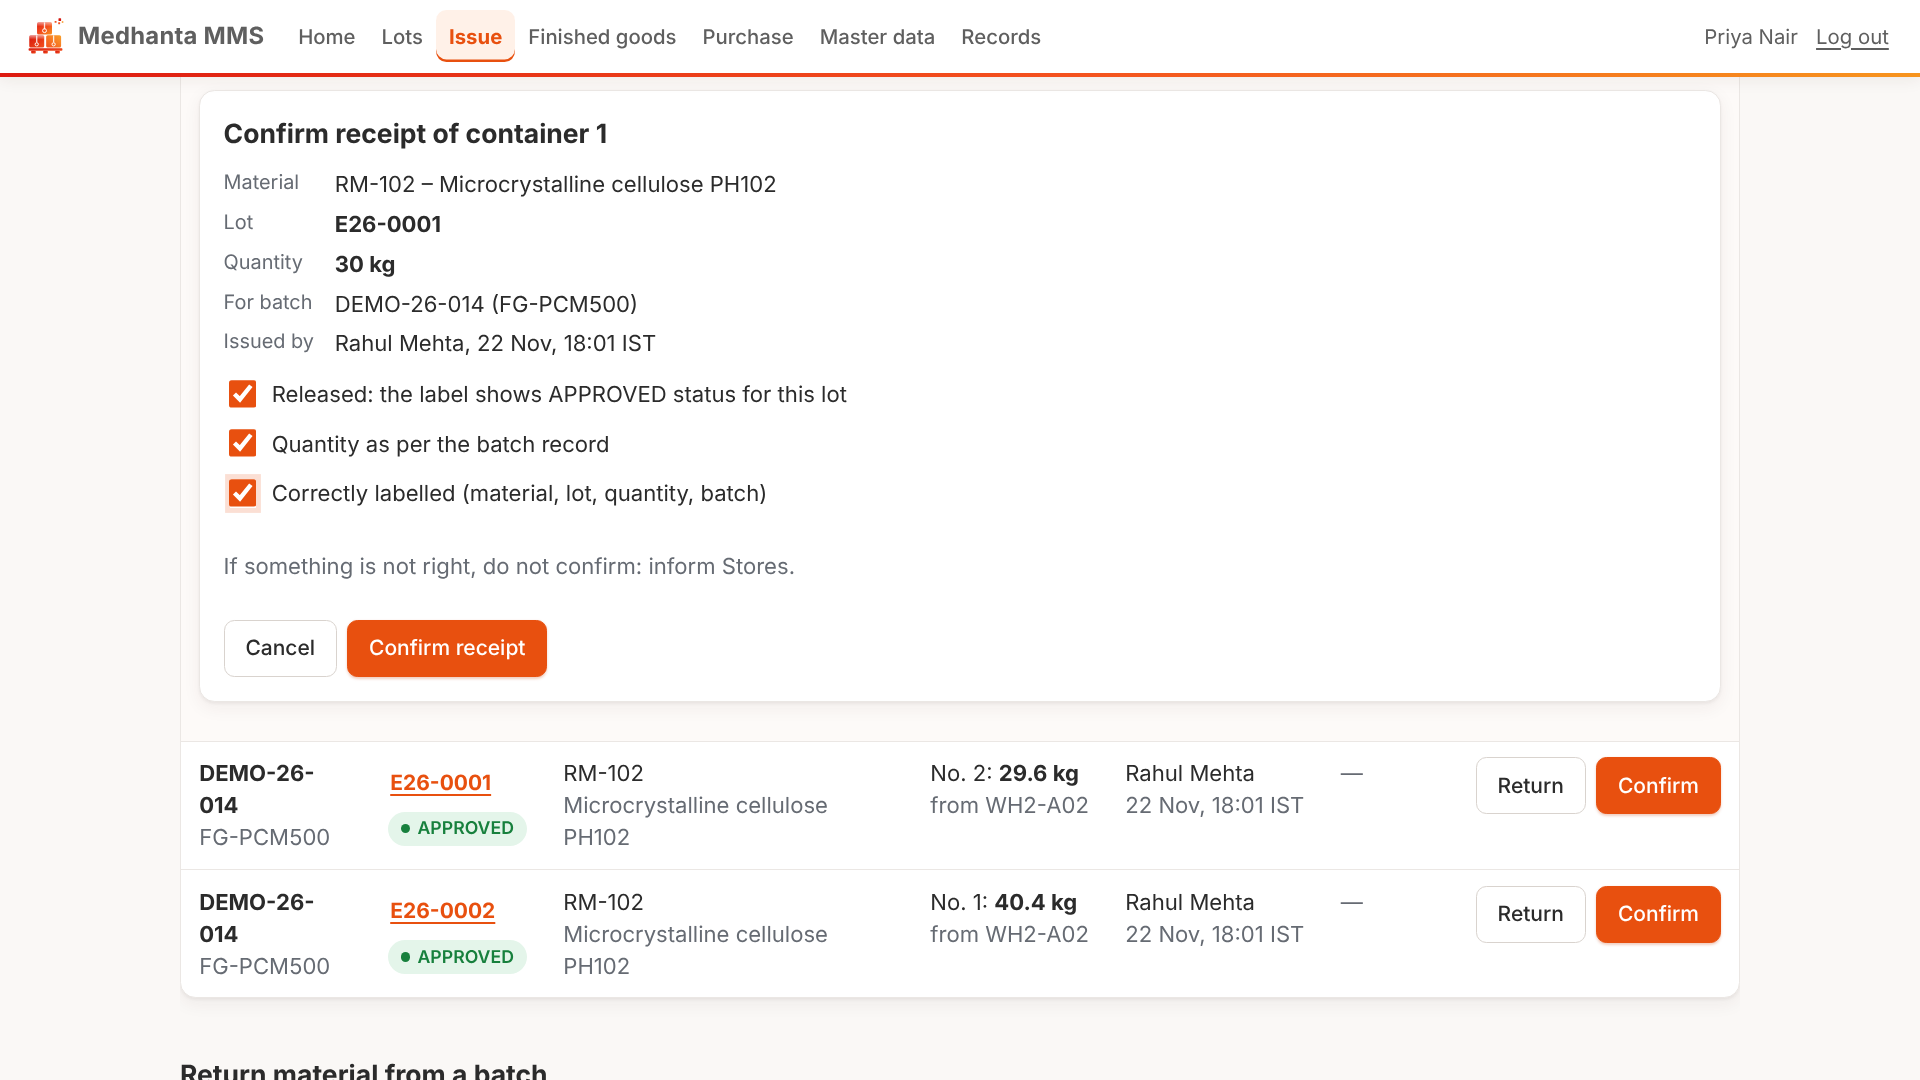 Medhanta MMS Home Lots Issue Finished goods Purchase Master data Records Priya Nair Log out
Confirm receipt of container 1
Material RM-102 – Microcrystalline cellulose PH102
Lot E26-0001
Quantity 30 kg
For batch DEMO-26-014 (FG-PCM500)
Issued by Rahul Mehta, 22 Nov, 18:01 IST
Released: the label shows APPROVED status for this lot
Quantity as per the batch record
Correctly labelled (material, lot, quantity, batch)
If something is not right, do not confirm: inform Stores.
Cancel Confirm receipt
DEMO-26-
014
FG-PCM500
E26-0001
APPROVED
RM-102
Microcrystalline cellulose
PH102
No. 2: 29.6 kg
from WH2-A02
Rahul Mehta
22 Nov, 18:01 IST
—
Return Confirm
DEMO-26-
014
FG-PCM500
E26-0002
APPROVED
RM-102
Microcrystalline cellulose
PH102
No. 1: 40.4 kg
from WH2-A02
Rahul Mehta
22 Nov, 18:01 IST
—
Return Confirm
Return material from a batch